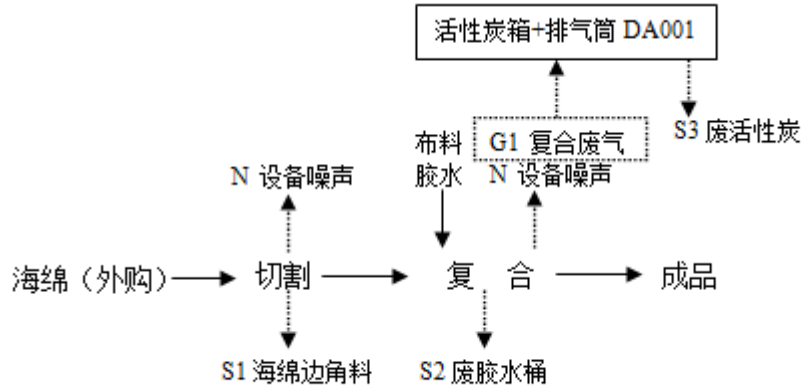 活性炭箱+排气筒 DA001
S3 废活性炭
布料
胶水
G1 复合废气
N 设备噪声
N 设备噪声
海绵（外购）
切割
复 合
成品
S1 海绵边角料
S2 废胶水桶